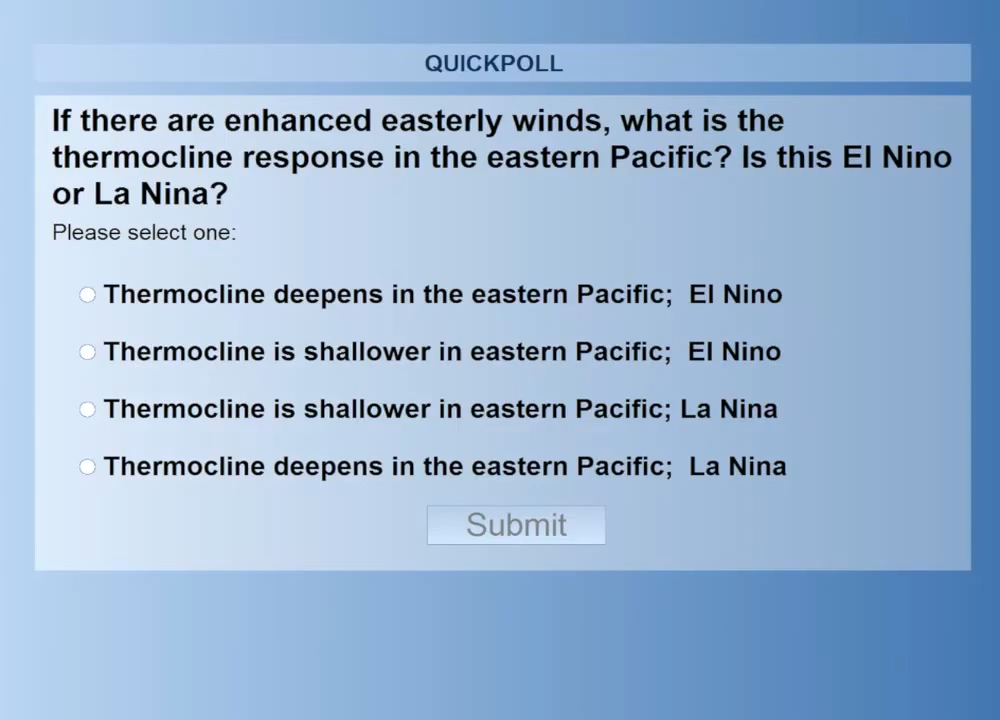 QUICKPOLL
If there are enhanced easterly winds, what is the
thermocline response in the eastern Pacific? Is this El Nino
or La Nina?
Please select one:
Thermocline deepens in the eastern Pacific;  El Nino
Thermocline is shallower in eastern Pacific;  El Nino
Thermocline is shallower in eastern Pacific; La Nina
Thermocline deepens in the eastern Pacific;  La Nina
Submit